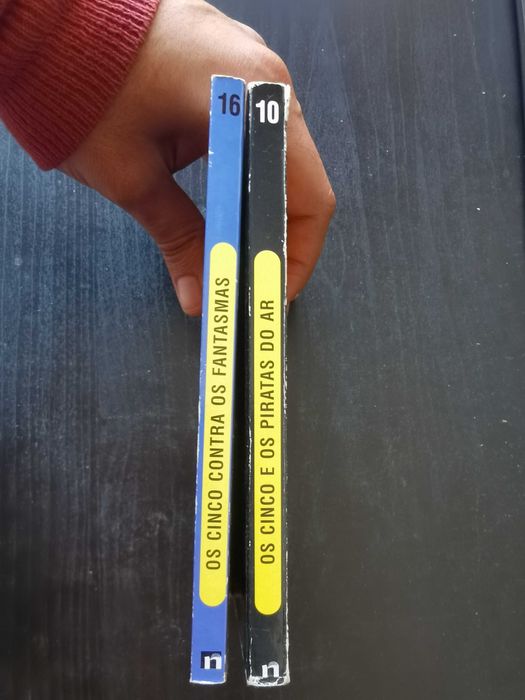 16
OS CINCO CONTRA OS FANTASMAS
n
10
OS CINCO E OS PIRATAS DO AR
n